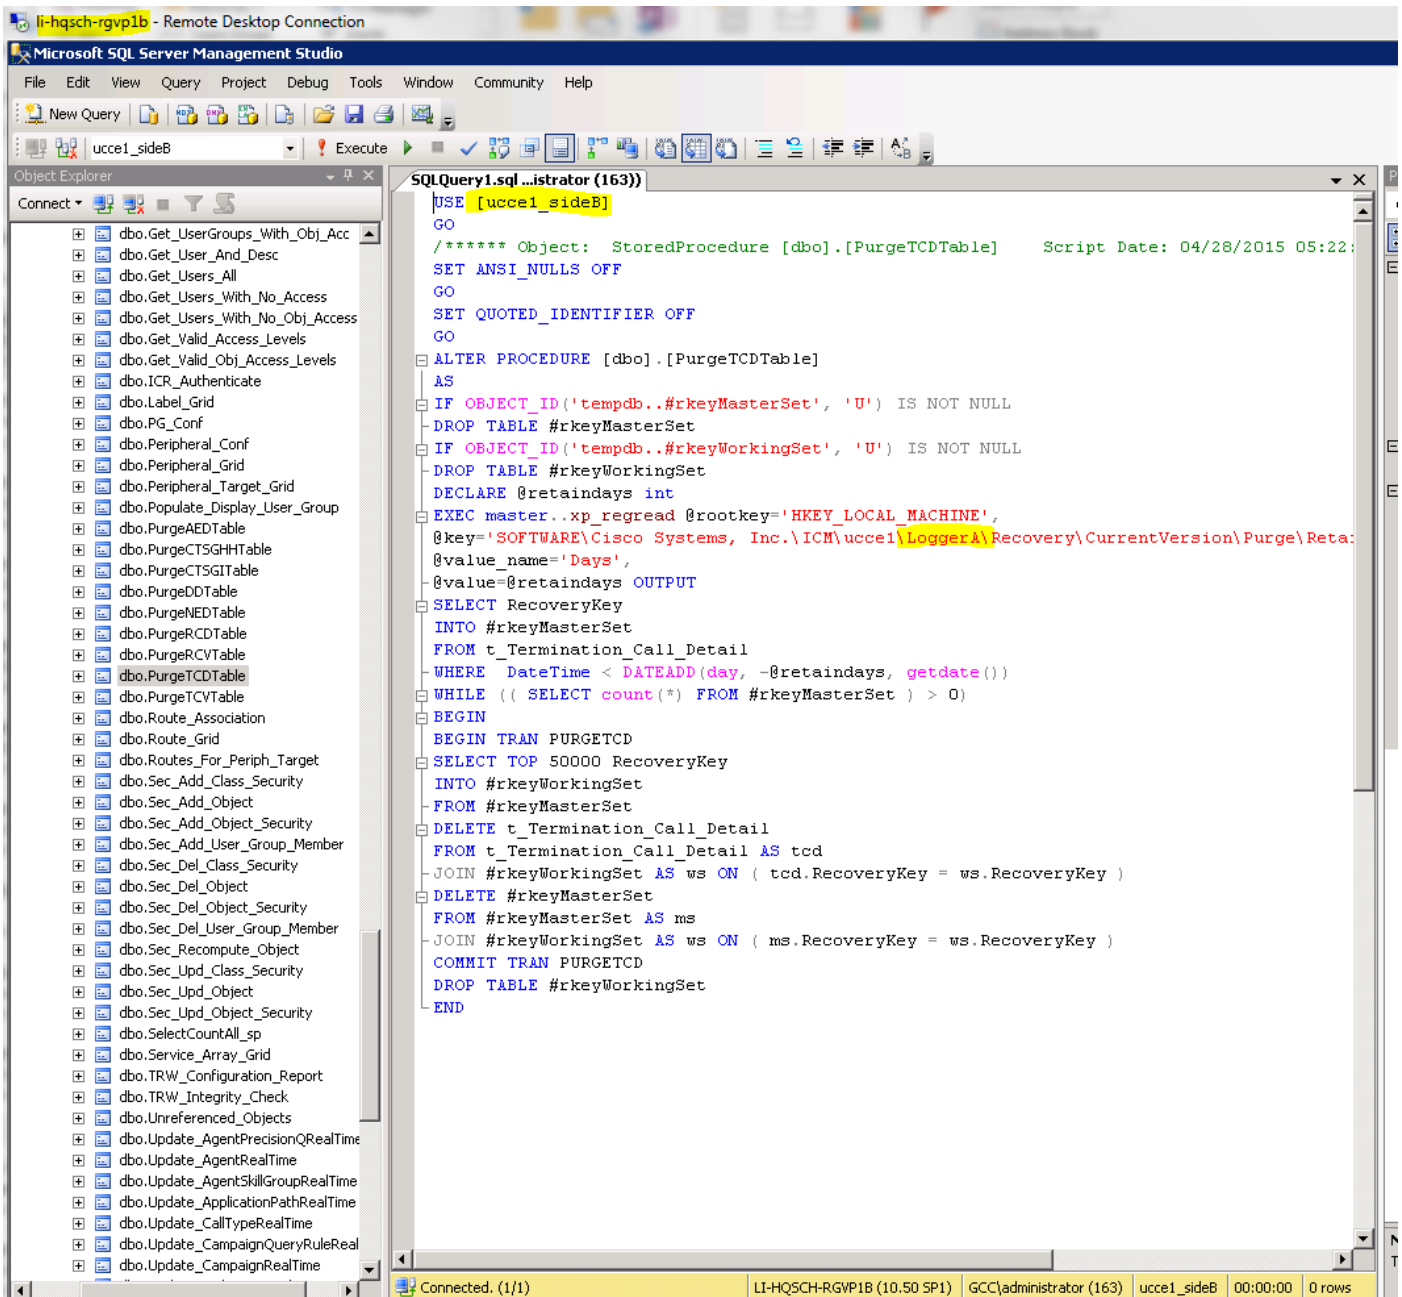 li-hqsch-rgvp1b - Remote Desktop Connection
Microsoft SQL Server Management Studio
File Edit View Query Project Debug Tools Window Community Help
New Query
ucce1_sideB Execute
Object Explorer
Connect
dbo.Get_UserGroups_With_Obj_Acc
dbo.Get_User_And_Desc
dbo.Get_Users_All
dbo.Get_Users_With_No_Access
dbo.Get_Users_With_No_Obj_Access
dbo.Get_Valid_Access_Levels
dbo.Get_Valid_Obj_Access_Levels
dbo.ICR_Authenticate
dbo.Label_Grid
dbo.PG_Conf
dbo.Peripheral_Conf
dbo.Peripheral_Grid
dbo.Peripheral_Target_Grid
dbo.Populate_Display_User_Group
dbo.PurgeAEDTable
dbo.PurgeCTSGHHTable
dbo.PurgeCTSGITable
dbo.PurgeDDTable
dbo.PurgeNEDTable
dbo.PurgeRCDTable
dbo.PurgeRCVTable
dbo.PurgeTCDTable
dbo.PurgeTCVTable
dbo.Route_Association
dbo.Route_Grid
dbo.Routes_For_Periph_Target
dbo.Sec_Add_Class_Security
dbo.Sec_Add_Object
dbo.Sec_Add_Object_Security
dbo.Sec_Add_User_Group_Member
dbo.Sec_Del_Class_Security
dbo.Sec_Del_Object
dbo.Sec_Del_Object_Security
dbo.Sec_Del_User_Group_Member
dbo.Sec_Recompute_Object
dbo.Sec_Upd_Class_Security
dbo.Sec_Upd_Object
dbo.Sec_Upd_Object_Security
dbo.SelectCountAll_sp
dbo.Service_Array_Grid
dbo.TRW_Configuration_Report
dbo.TRW_Integrity_Check
dbo.Unreferenced_Objects
dbo.Update_AgentPrecisionQRealTime
dbo.Update_AgentRealTime
dbo.Update_AgentSkillGroupRealTime
dbo.Update_ApplicationPathRealTime
dbo.Update_CallTypeRealTime
dbo.Update_CampaignQueryRuleReal
dbo.Update_CampaignRealTime
SQLQuery1.sql ...istrator (163))
USE [ucce1_sideB]
GO
/****** Object: StoredProcedure [dbo].[PurgeTCDTable] Script Date: 04/28/2015 05:22:
SET ANSI_NULLS OFF
GO
SET QUOTED_IDENTIFIER OFF
GO
ALTER PROCEDURE [dbo].[PurgeTCDTable]
AS
IF OBJECT_ID('tempdb..#rkeyMasterSet', 'U') IS NOT NULL
DROP TABLE #rkeyMasterSet
IF OBJECT_ID('tempdb..#rkeyWorkingSet', 'U') IS NOT NULL
DROP TABLE #rkeyWorkingSet
DECLARE @retaindays int
EXEC master..xp_regread @rootkey='HKEY_LOCAL_MACHINE',
@key='SOFTWARE\Cisco Systems, Inc.\ICM\ucce1\LoggerA\Recovery\CurrentVersion\Purge\Retai
@value_name='Days',
@value=@retaindays OUTPUT
SELECT RecoveryKey
INTO #rkeyMasterSet
FROM t_Termination_Call_Detail
WHERE DateTime < DATEADD(day, -@retaindays, getdate())
WHILE (( SELECT count(*) FROM #rkeyMasterSet ) > 0)
BEGIN
BEGIN TRAN PURGETCD
SELECT TOP 50000 RecoveryKey
INTO #rkeyWorkingSet
FROM #rkeyMasterSet
DELETE t_Termination_Call_Detail
FROM t_Termination_Call_Detail AS tcd
JOIN #rkeyWorkingSet AS ws ON ( tcd.RecoveryKey = ws.RecoveryKey )
DELETE #rkeyMasterSet
FROM #rkeyMasterSet AS ms
JOIN #rkeyWorkingSet AS ws ON ( ms.RecoveryKey = ws.RecoveryKey )
COMMIT TRAN PURGETCD
DROP TABLE #rkeyWorkingSet
END
Connected. (1/1) LI-HQSCH-RGVP1B (10.50 SP1) GCC\administrator (163) ucce1_sideB 00:00:00 0 rows